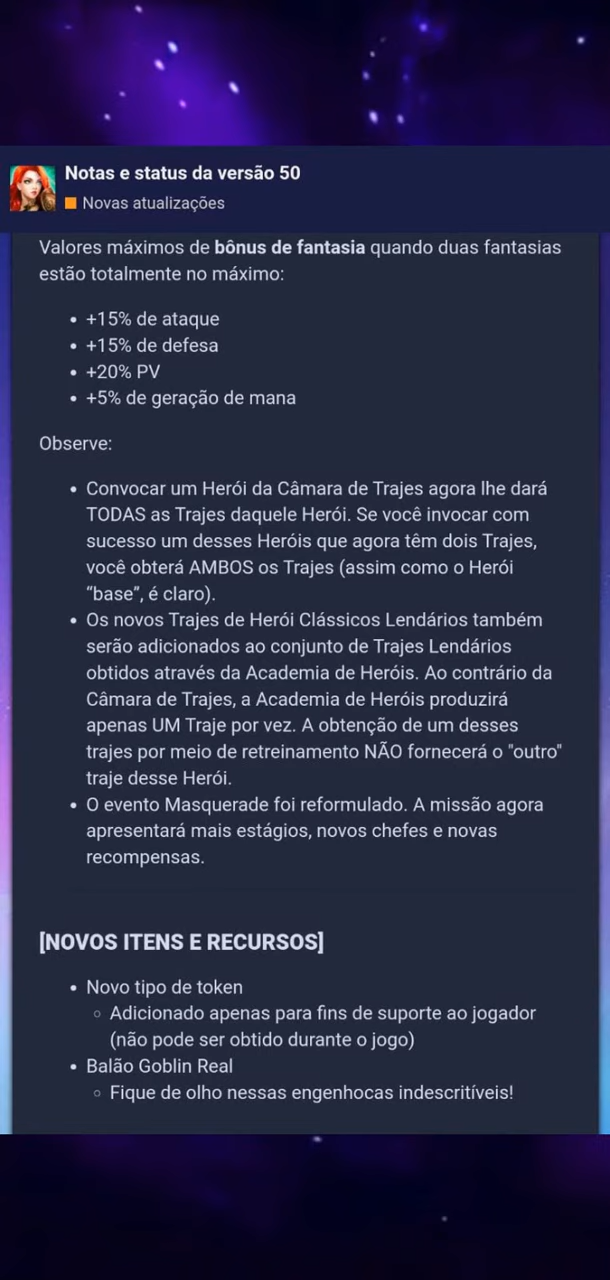 Notas e status da versão 50
Novas atualizações
Valores máximos de bônus de fantasia quando duas fantasias
estão totalmente no máximo:
• +15% de ataque
• +15% de defesa
• +20% PV
• +5% de geração de mana
Observe:
• Convocar um Herói da Câmara de Trajes agora lhe dará
TODAS as Trajes daquele Herói. Se você invocar com
sucesso um desses Heróis que agora têm dois Trajes,
você obterá AMBOS os Trajes (assim como o Herói
“base”, é claro).
• Os novos Trajes de Herói Clássicos Lendários também
serão adicionados ao conjunto de Trajes Lendários
obtidos através da Academia de Heróis. Ao contrário da
Câmara de Trajes, a Academia de Heróis produzirá
apenas UM Traje por vez. A obtenção de um desses
trajes por meio de retreinamento NÃO fornecerá o "outro"
traje desse Herói.
• O evento Masquerade foi reformulado. A missão agora
apresentará mais estágios, novos chefes e novas
recompensas.
[NOVOS ITENS E RECURSOS]
• Novo tipo de token
◦ Adicionado apenas para fins de suporte ao jogador
(não pode ser obtido durante o jogo)
• Balão Goblin Real
◦ Fique de olho nessas engenhocas indescritíveis!